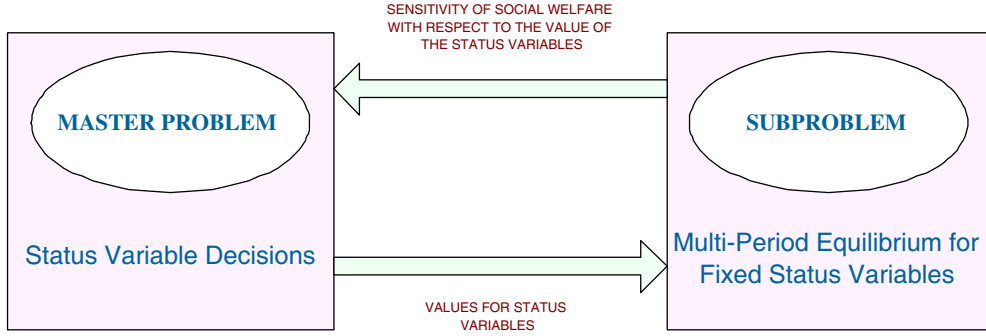 SENSITIVITY OF SOCIAL WELFARE
WITH RESPECT TO THE VALUE OF
THE STATUS VARIABLES
MASTER PROBLEM
Status Variable Decisions
SUBPROBLEM
Multi-Period Equilibrium for
Fixed Status Variables
VALUES FOR STATUS
VARIABLES